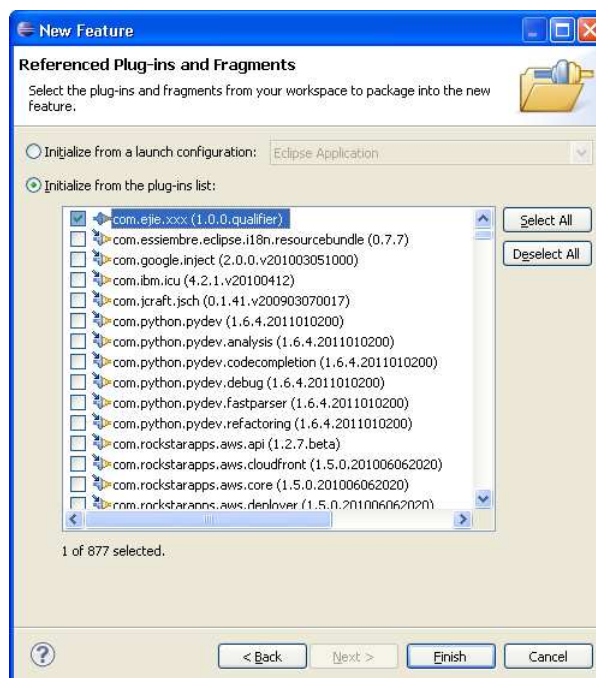 New Feature
Referenced Plug-ins and Fragments
Select the plug-ins and fragments from your workspace to package into the new
feature.
Initialize from a launch configuration: Eclipse Application
Initialize from the plug-ins list:
com.ejie.xxx (1.0.0.qualifier)
Select All
com.essiembre.eclipse.i18n.resourcebundle (0.7.7)
com.google.inject (2.0.0.v201003051000)
Deselect All
com.ibm.icu (4.2.1.v20100412)
com.jcraft.jsch (0.1.41.v200903070017)
com.python.pydev (1.6.4.2011010200)
com.python.pydev.analysis (1.6.4.2011010200)
com.python.pydev.codecompletion (1.6.4.2011010200)
com.python.pydev.debug (1.6.4.2011010200)
com.python.pydev.fastparser (1.6.4.2011010200)
com.python.pydev.refactoring (1.6.4.2011010200)
com.rockstarapps.aws.api (1.2.7.beta)
com.rockstarapps.aws.cloudfront (1.5.0.201006062020)
com.rockstarapps.aws.core (1.5.0.201006062020)
com.rockstarapps.aws.deployer (1.5.0.201006062020)
1 of 877 selected.
?
< Back
Next >
Finish
Cancel